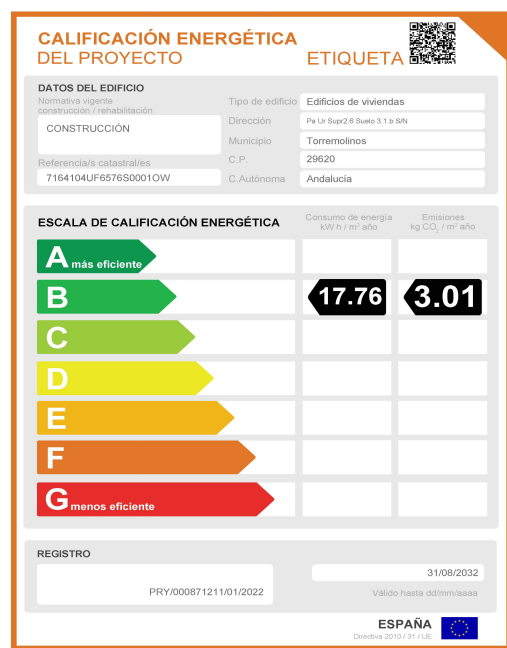 CALIFICACIÓN ENERGÉTICA
DEL PROYECTO
ETIQUETA
DATOS DEL EDIFICIO
Normativa vigente
construcción / rehabilitación
CONSTRUCCIÓN
Referencia/s catastral/es
7164104UF6576S0001OW
Tipo de edificio Edificios de viviendas
Dirección Pa Ur Supr2.6 Suelo 3.1.b S/N
Municipio Torremolinos
C.P. 29620
C.Autónoma Andalucía
ESCALA DE CALIFICACIÓN ENERGÉTICA
Consumo de energía
kW h / m² año
Emisiones
kg CO₂ / m² año
A más eficiente
B 17.76 3.01
C
D
E
F
G menos eficiente
REGISTRO
PRY/000871211/01/2022
31/08/2032
Válido hasta dd/mm/aaaa
ESPAÑA
Directiva 2010 / 31 / UE